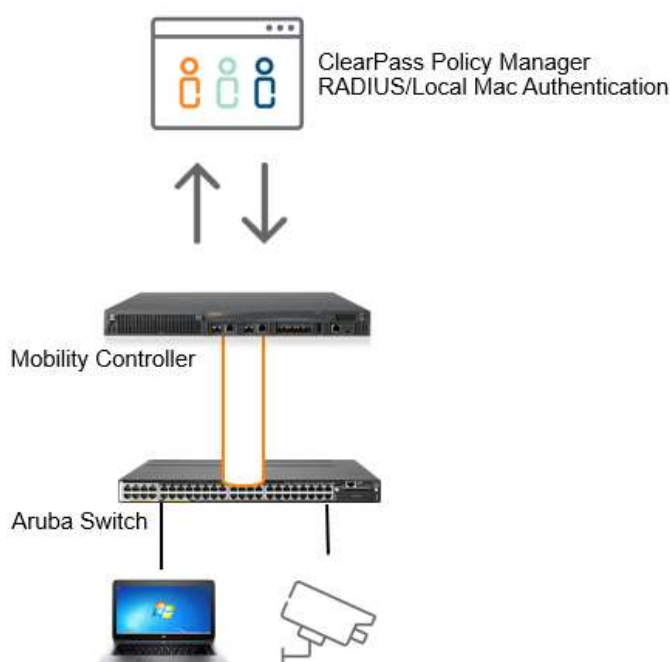 ClearPass Policy Manager
RADIUS/Local Mac Authentication
Mobility Controller
Aruba Switch